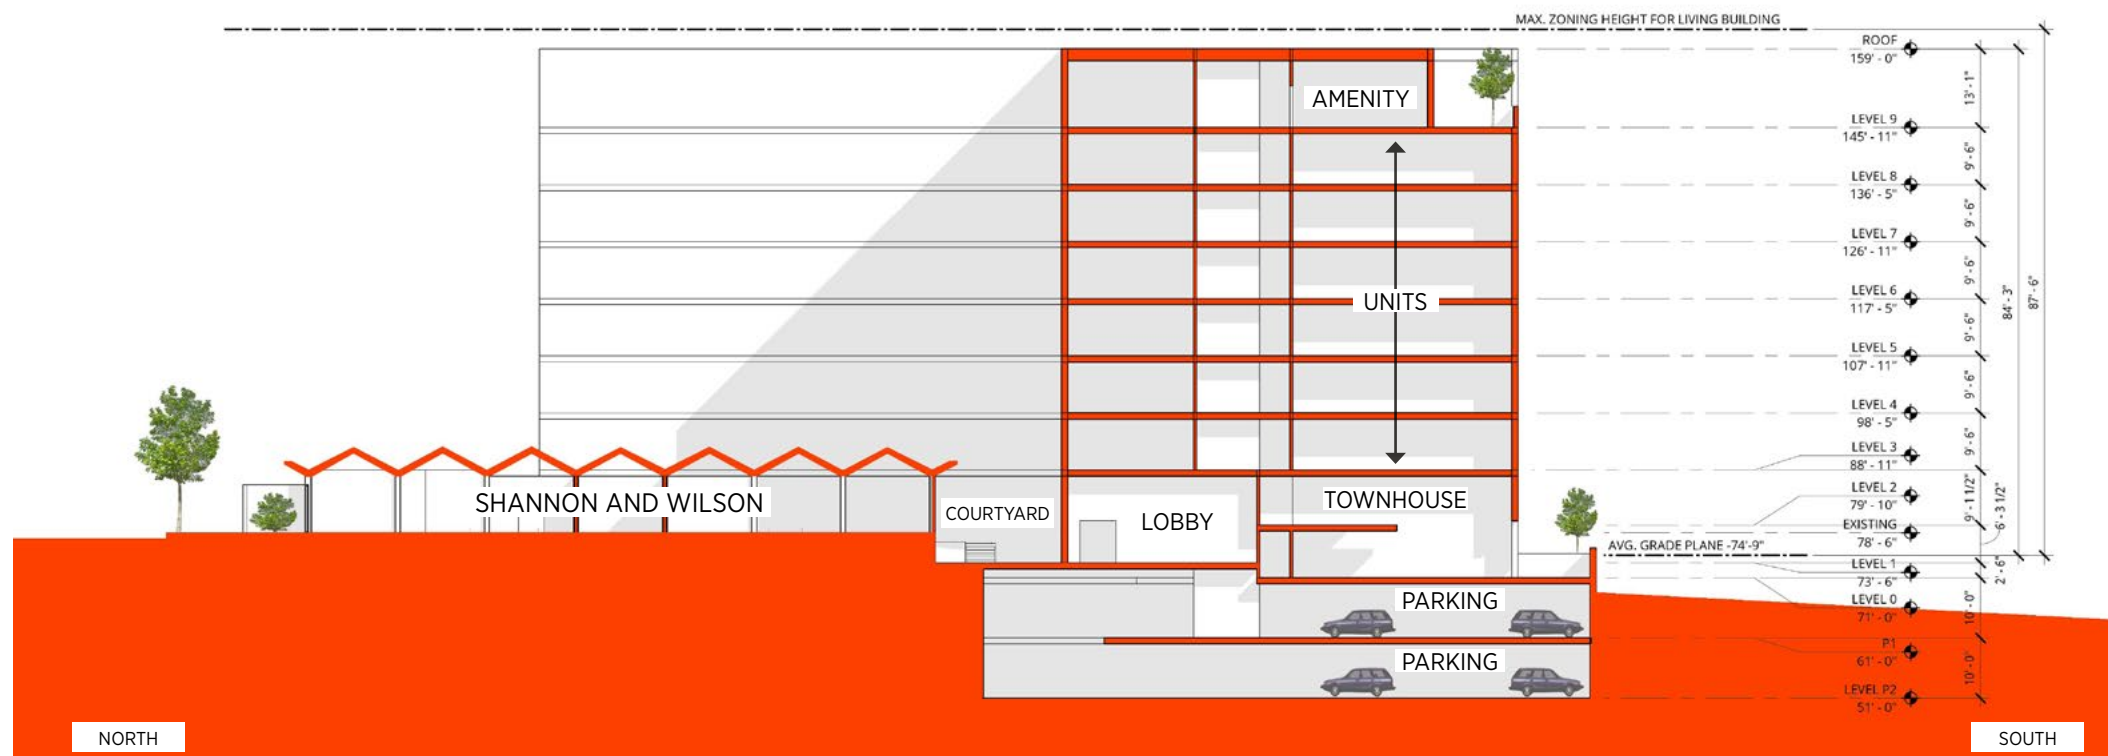 MAX. ZONING HEIGHT FOR LIVING BUILDING
ROOF
159' - 0"
13' - 1"
AMENITY
LEVEL 9
145' - 11"
9' - 6"
LEVEL 8
136' - 5"
9' - 6"
LEVEL 7
126' - 11"
9' - 6"
84' - 3"
87' - 6"
UNITS
LEVEL 6
117' - 5"
9' - 6"
LEVEL 5
107' - 11"
9' - 6"
LEVEL 4
98' - 5"
9' - 6"
LEVEL 3
88' - 11"
SHANNON AND WILSON
COURTYARD
LOBBY
TOWNHOUSE
LEVEL 2
79' - 10"
9' - 1 1/2"
6' - 3 1/2"
EXISTING
78' - 6"
AVG. GRADE PLANE -74'-9"
LEVEL 1
73' - 6"
2' - 6"
PARKING
LEVEL 0
71' - 0"
10' - 0"
P1
61' - 0"
PARKING
10' - 0"
LEVEL P2
51' - 0"
NORTH
SOUTH